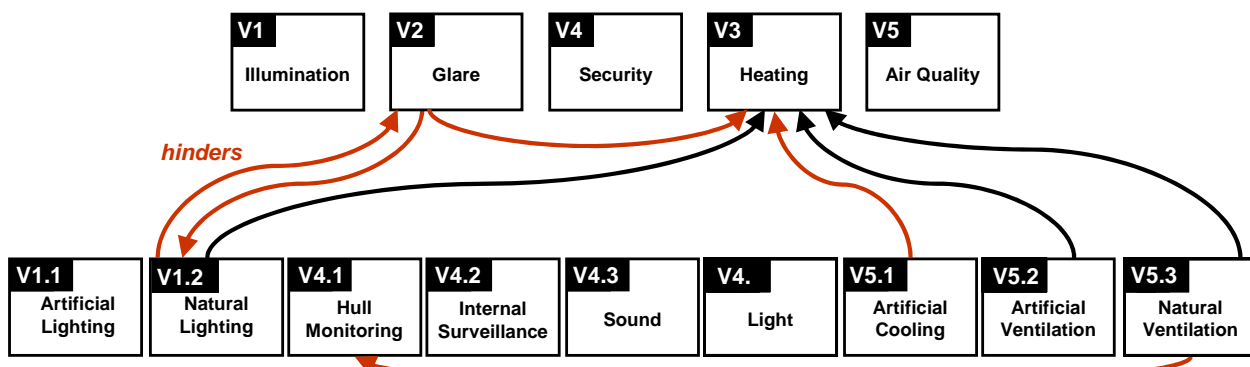 V1
Illumination
V2
Glare
V4
Security
V3
Heating
V5
Air Quality
hinders
V1.1
Artificial
Lighting
V1.2
Natural
Lighting
V4.1
Hull
Monitoring
V4.2
Internal
Surveillance
V4.3
Sound
V4.
Light
V5.1
Artificial
Cooling
V5.2
Artificial
Ventilation
V5.3
Natural
Ventilation